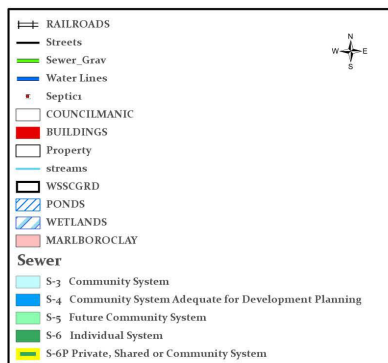 RAILROADS
Streets
Sewer_Grav
Water Lines
Septic1
COUNCILMANIC
BUILDINGS
Property
streams
WSSCGRD
PONDS
WETLANDS
MARLBOROCLAY
Sewer
S-3 Community System
S-4 Community System Adequate for Development Planning
S-5 Future Community System
S-6 Individual System
S-6P Private, Shared or Community System
N
W E
S